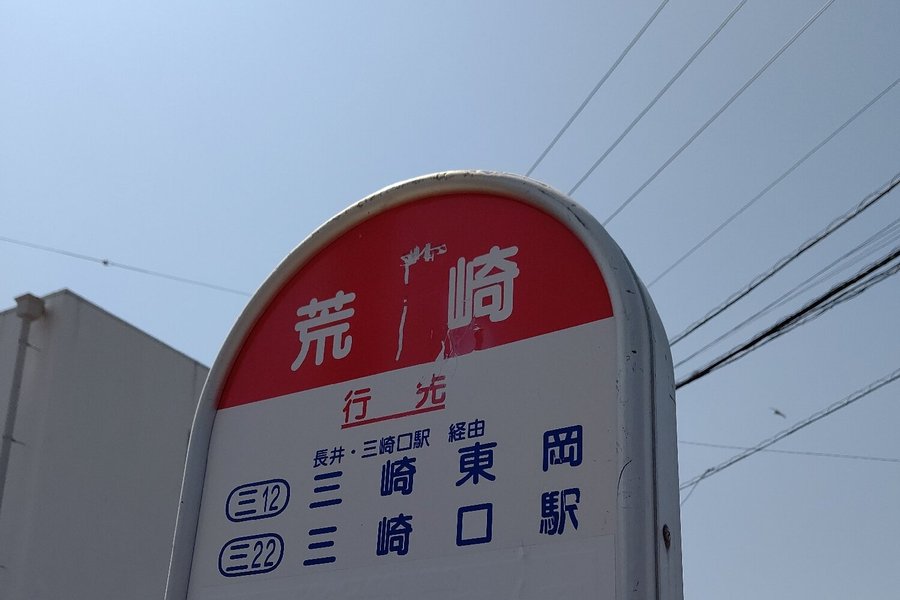 荒崎
行先
長井・三崎口駅 経由
三12 三崎東岡
三22 三崎口駅